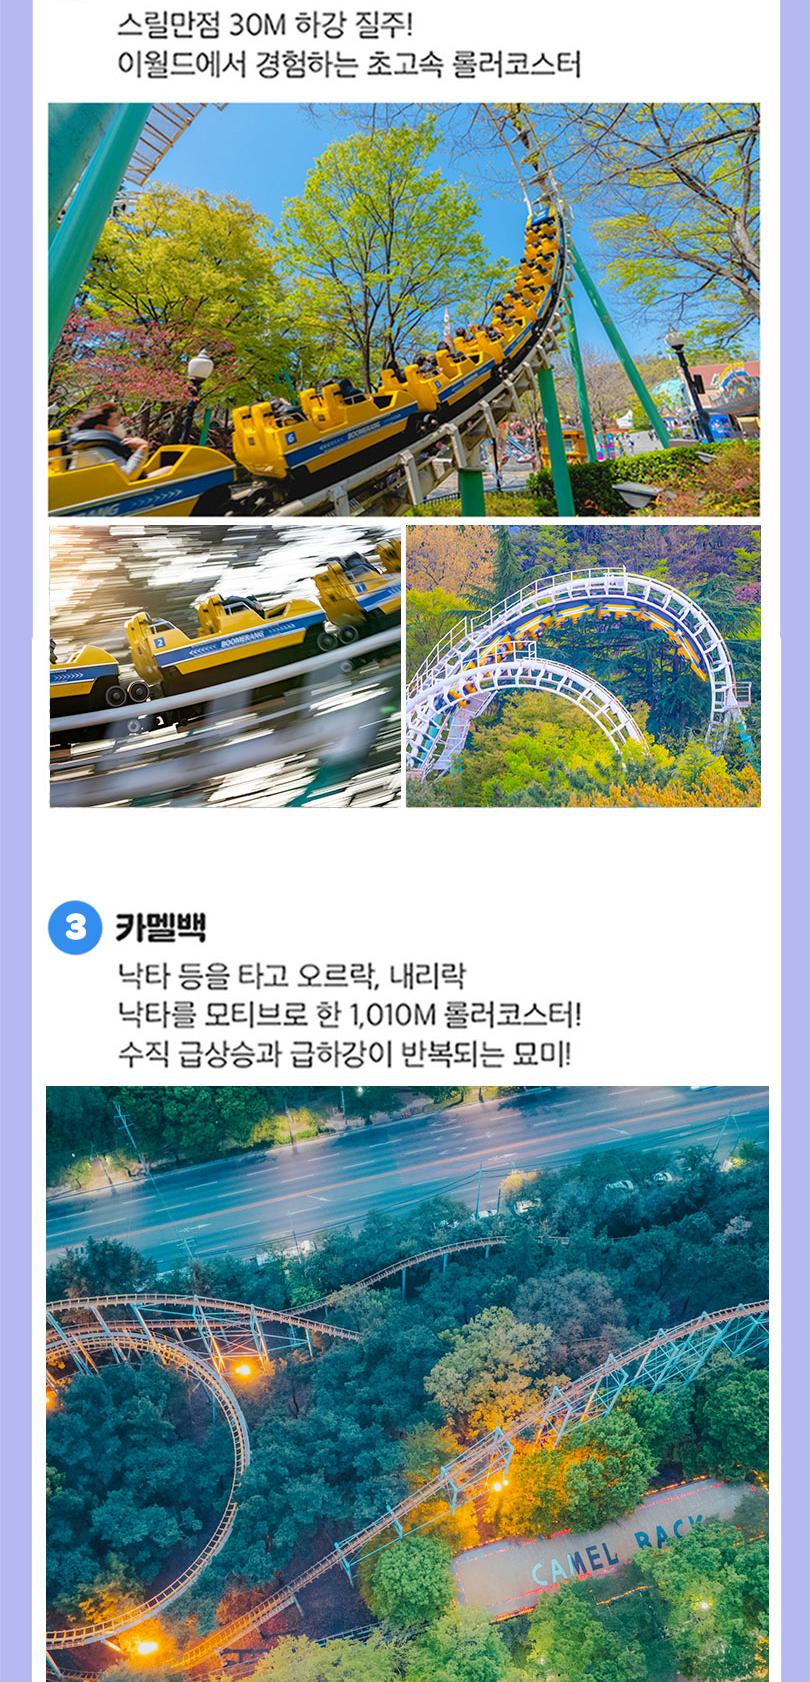 스릴만점 30M 하강 질주!
이월드에서 경험하는 초고속 롤러코스터
6
BOOMERANG
2
BOOMERANG
1
3 카멜백
낙타 등을 타고 오르락, 내리락
낙타를 모티브로 한 1,010M 롤러코스터!
수직 급상승과 급하강이 반복되는 묘미!
CAMEL BACK